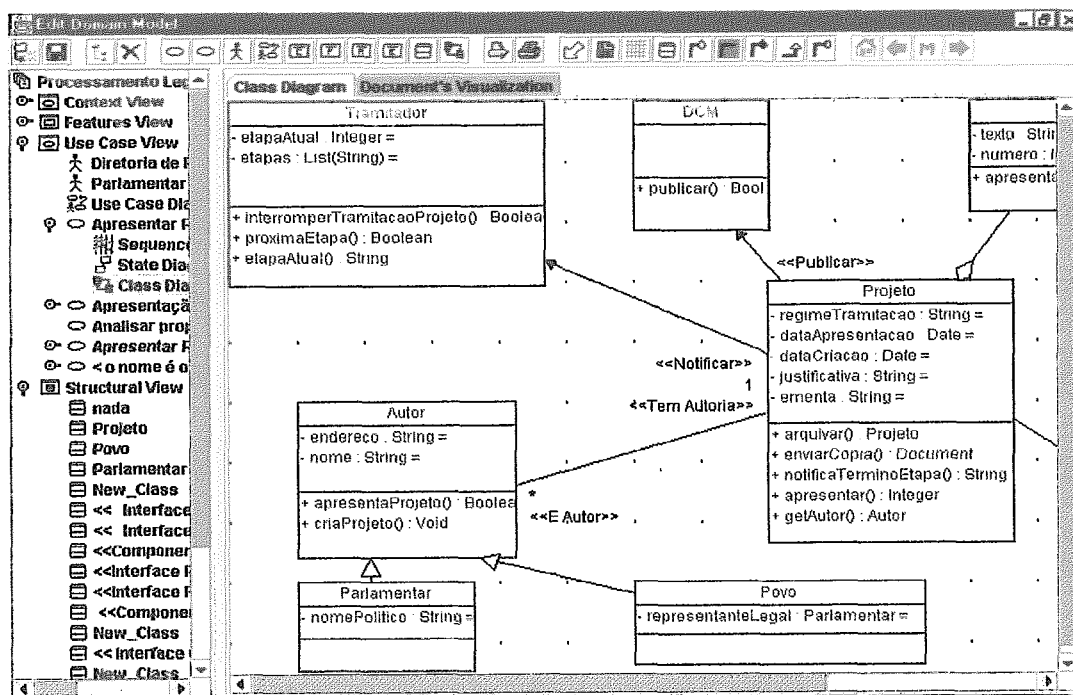 Edit Domain Model
Processamento Leg
Context View
Features View
Use Case View
Diretoria de
Parlamentar
Use Case Dia
Apresentar
Sequence
State Dia
Class Dia
Apresentaçã
Analisar prop
Apresentar
< o nome é o
Structural View
nada
Projeto
Povo
Parlamentar
New_Class
<< Interface
<< Interface
<<Componer
<<Interface
<<Interface
<<Compone
New_Class
<< Interface
New_Class
Class Diagram Document's Visualization
Tramitador
- etapaAtual : Integer =
- etapas : List(String) =
+ interromperTramitacaoProjeto() : Boolea
+ proximaEtapa() : Boolean
+ etapaAtual() : String
DCM
+ publicar() : Bool
- texto : Strin
- numero : I
+ apresenta
<<Publicar>>
Projeto
- regimeTramitacao : String =
- dataApresentacao : Date =
- dataCriacao : Date =
- justificativa : String =
- ementa : String =
+ arquivar() : Projeto
+ enviarCopia() : Document
+ notificaTerminoEtapa() : String
+ apresentar() : Integer
+ getAutor() : Autor
<<Notificar>>
1
<<Tem Autoria>>
Autor
- endereco : String =
- nome : String =
+ apresentaProjeto() : Boolea
+ criaProjeto() : Void
*
<<E Autor>>
Parlamentar
- nomePolitico : String =
Povo
- representanteLegal : Parlamentar =